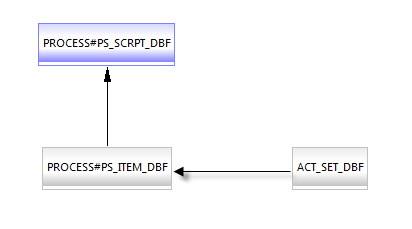 PROCESS#PS_SCRPT_DBF
PROCESS#PS_ITEM_DBF
ACT_SET_DBF